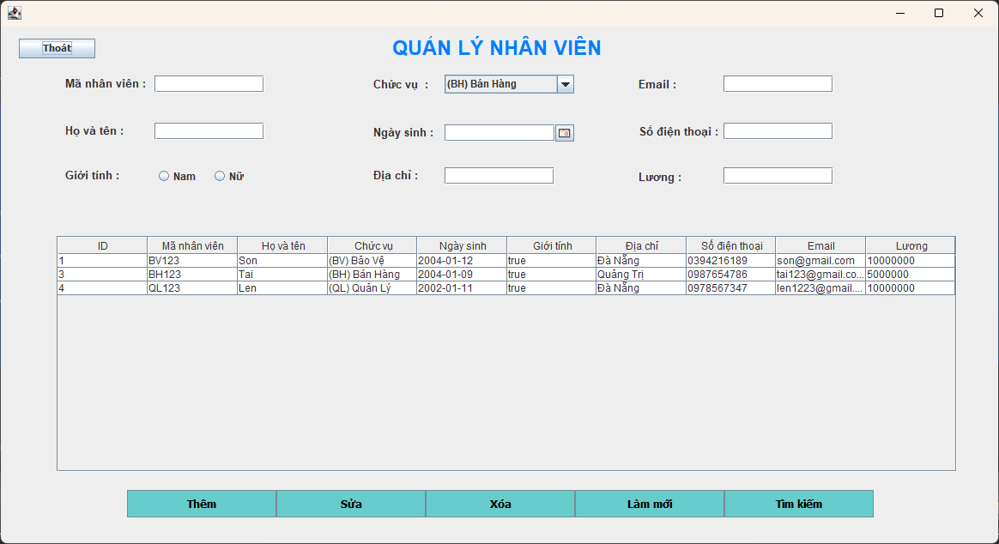 Thoát
QUẢN LÝ NHÂN VIÊN
Mã nhân viên : Chức vụ : (BH) Bán Hàng Email :
Họ và tên : Ngày sinh : Số điện thoại :
Giới tính : Nam Nữ Địa chỉ : Lương :
ID Mã nhân viên Họ và tên Chức vụ Ngày sinh Giới tính Địa chỉ Số điện thoại Email Lương
1 BV123 Son (BV) Bảo Vệ 2004-01-12 true Đà Nẵng 0394216189 son@gmail.com 10000000
3 BH123 Tai (BH) Bán Hàng 2004-01-09 true Quảng Trị 0987654786 tai123@gmail.co... 5000000
4 QL123 Len (QL) Quản Lý 2002-01-11 true Đà Nẵng 0978567347 len1223@gmail.... 10000000
Thêm Sửa Xóa Làm mới Tìm kiếm